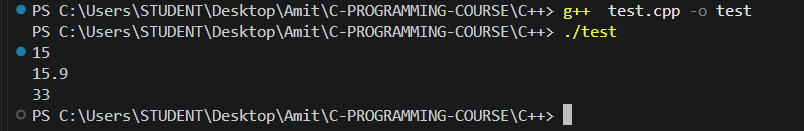 PS C:\Users\STUDENT\Desktop\Amit\C-PROGRAMMING-COURSE\C++> g++  test.cpp -o test
PS C:\Users\STUDENT\Desktop\Amit\C-PROGRAMMING-COURSE\C++> ./test
15
15.9
33
PS C:\Users\STUDENT\Desktop\Amit\C-PROGRAMMING-COURSE\C++>